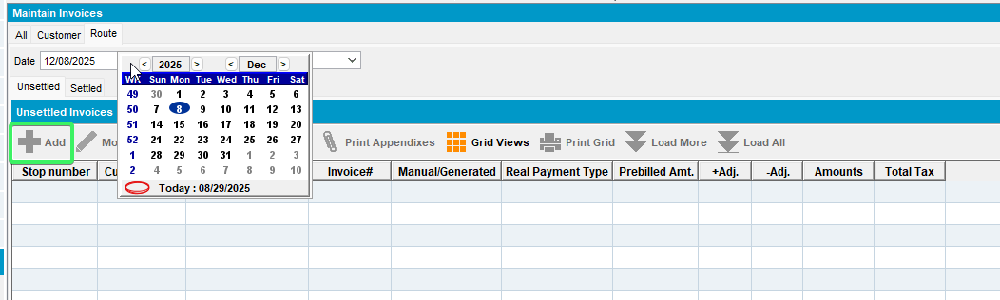 Maintain Invoices
All Customer Route
Date 12/08/2025
< 2025 > < Dec >
Sun Mon Tue Wed Thu Fri Sat
49 30 1 2 3 4 5 6
50 7 8 9 10 11 12 13
51 14 15 16 17 18 19 20
52 21 22 23 24 25 26 27
1 28 29 30 31 1 2 3
2 4 5 6 7 8 9 10
Today : 08/29/2025
Unsettled Settled
Unsettled Invoices
Add Mo Print Appendixes Grid Views Print Grid Load More Load All
Stop number Cu Invoice# Manual/Generated Real Payment Type Prebilled Amt. +Adj. -Adj. Amounts Total Tax